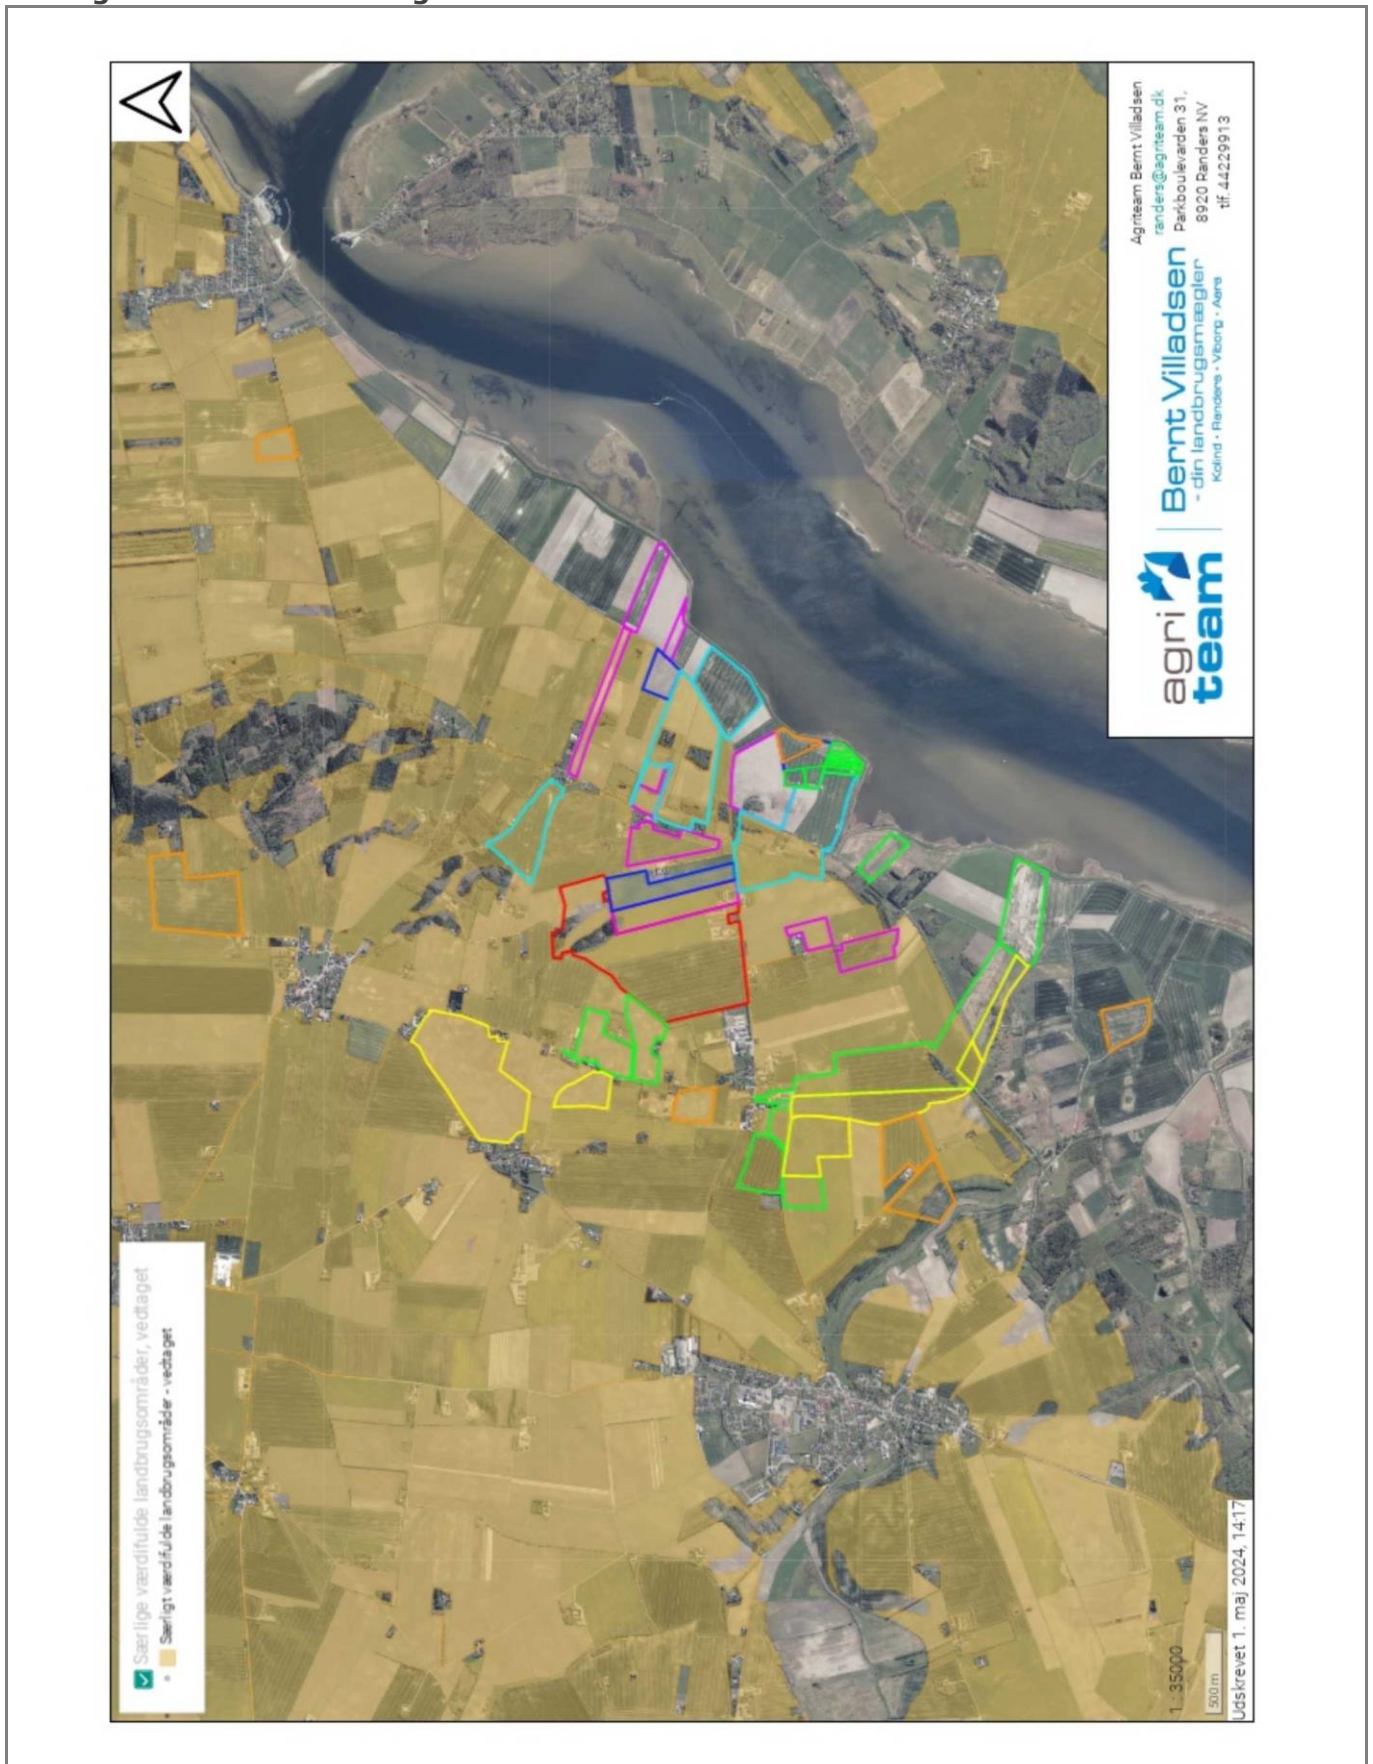 Særlige værdifulde landbrugsområder, vedtaget
Særligt værdifulde landbrugsområder - vedtaget
Agriteam Bernt Villadsen
randers@agriteam.dk
Parkboulevarden 31,
8920 Randers NV
tlf. 44229913
agri
team
Bernt Villadsen
- din landbrugsmægler
Kolind • Randers • Viborg • Aars
1 : 35000
500 m
Udskrevet 1. maj 2024, 14:17